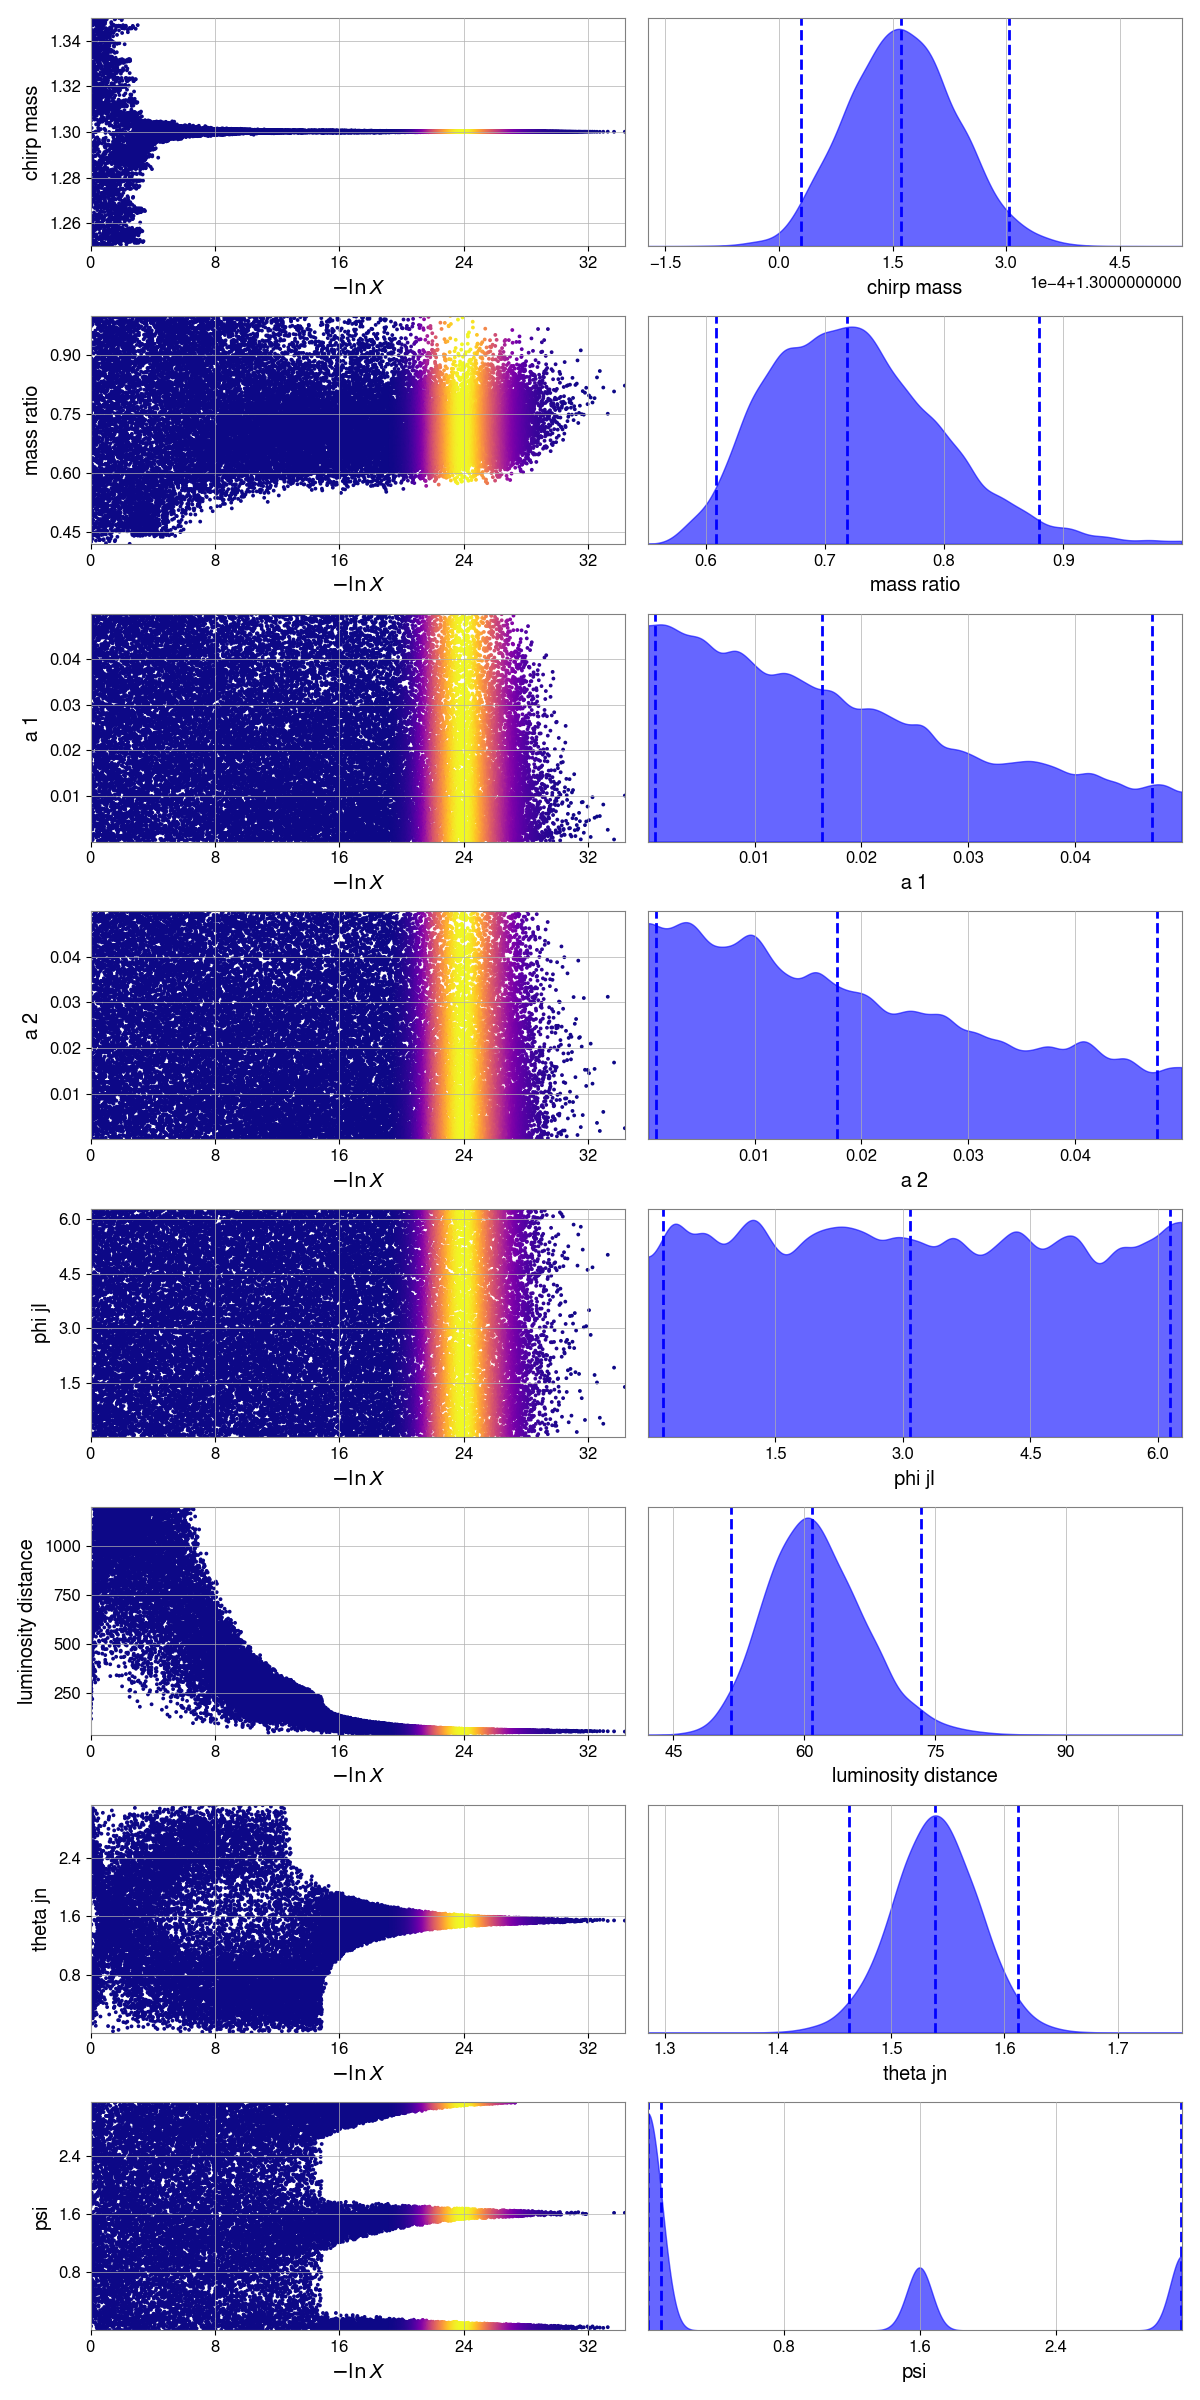 1.34
1.32
1.30
1.28
1.26
chirp mass
0 8 16 24 32
−ln X
−1.5 0.0 1.5 3.0 4.5
1e−4+1.3000000000
chirp mass
0.90
0.75
0.60
0.45
mass ratio
0 8 16 24 32
−ln X
0.6 0.7 0.8 0.9
mass ratio
0.04
0.03
0.02
0.01
a 1
0 8 16 24 32
−ln X
0.01 0.02 0.03 0.04
a 1
0.04
0.03
0.02
0.01
a 2
0 8 16 24 32
−ln X
0.01 0.02 0.03 0.04
a 2
6.0
4.5
3.0
1.5
phi jl
0 8 16 24 32
−ln X
1.5 3.0 4.5 6.0
phi jl
1000
750
500
250
luminosity distance
0 8 16 24 32
−ln X
45 60 75 90
luminosity distance
2.4
1.6
0.8
theta jn
0 8 16 24 32
−ln X
1.3 1.4 1.5 1.6 1.7
theta jn
2.4
1.6
0.8
psi
0 8 16 24 32
−ln X
0.8 1.6 2.4
psi